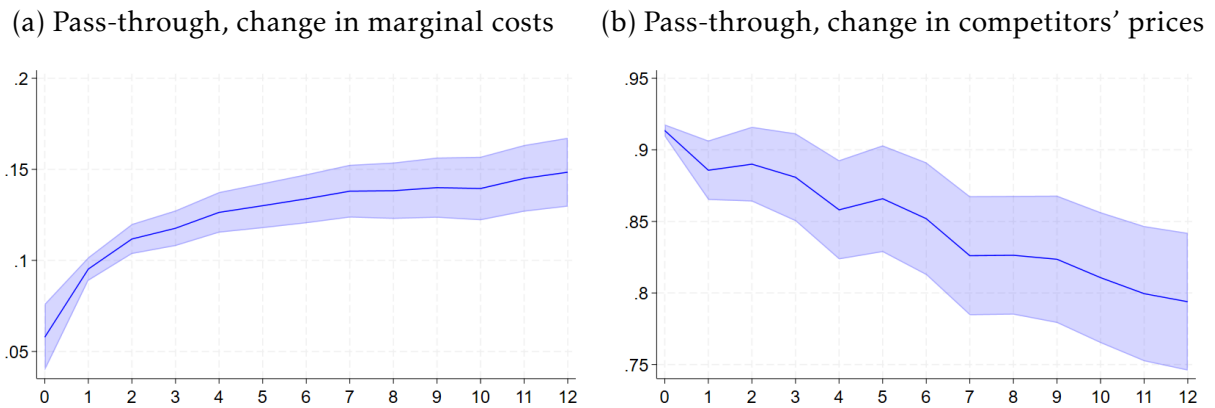 (a) Pass-through, change in marginal costs
.2
.15
.1
.05
0 1 2 3 4 5 6 7 8 9 10 11 12
(b) Pass-through, change in competitors’ prices
.95
.9
.85
.8
.75
0 1 2 3 4 5 6 7 8 9 10 11 12